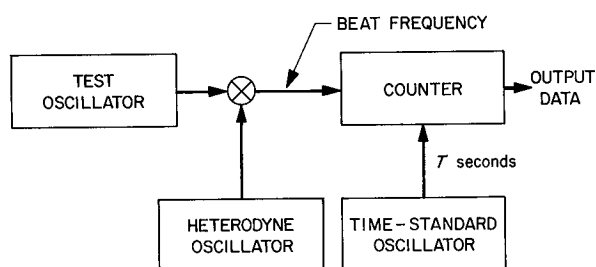 BEAT FREQUENCY
TEST
OSCILLATOR
COUNTER
OUTPUT
DATA
T seconds
HETERODYNE
OSCILLATOR
TIME-STANDARD
OSCILLATOR